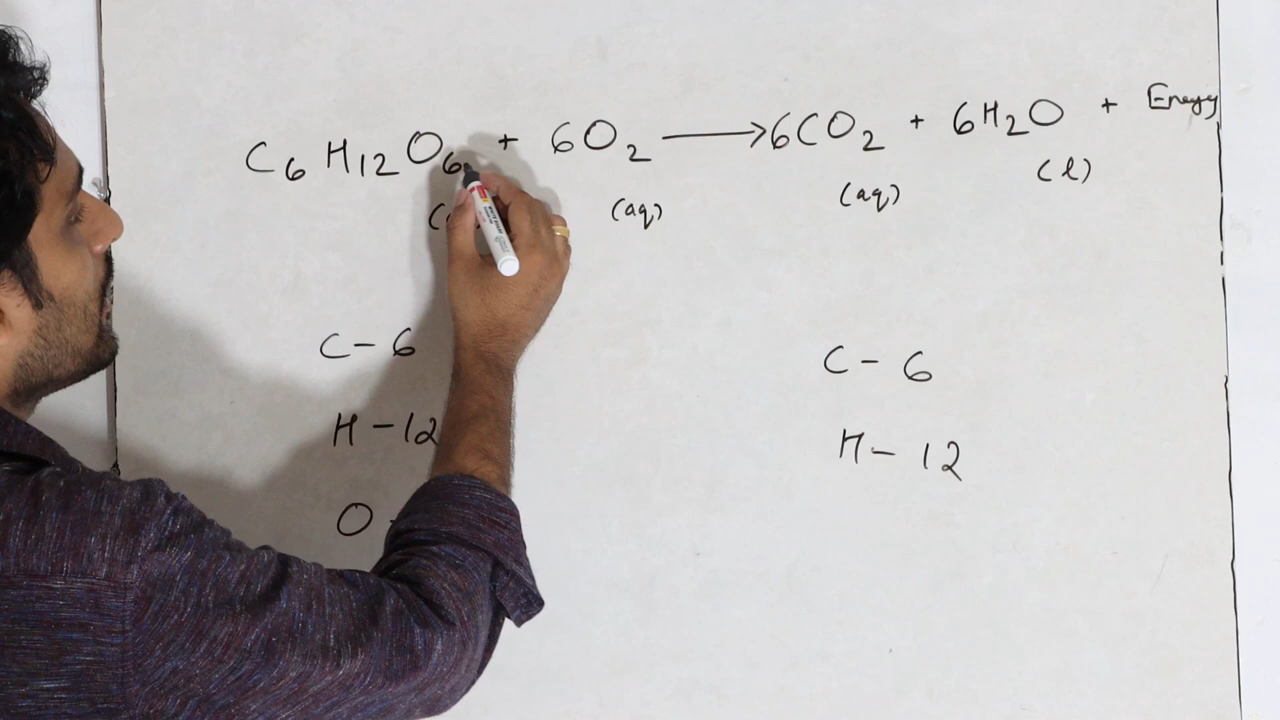 C6H12O6 + 6O2 → 6CO2 + 6H2O + Energy
(aq) (aq) (l)
C - 6 C - 6
H - 12 H - 12
O -